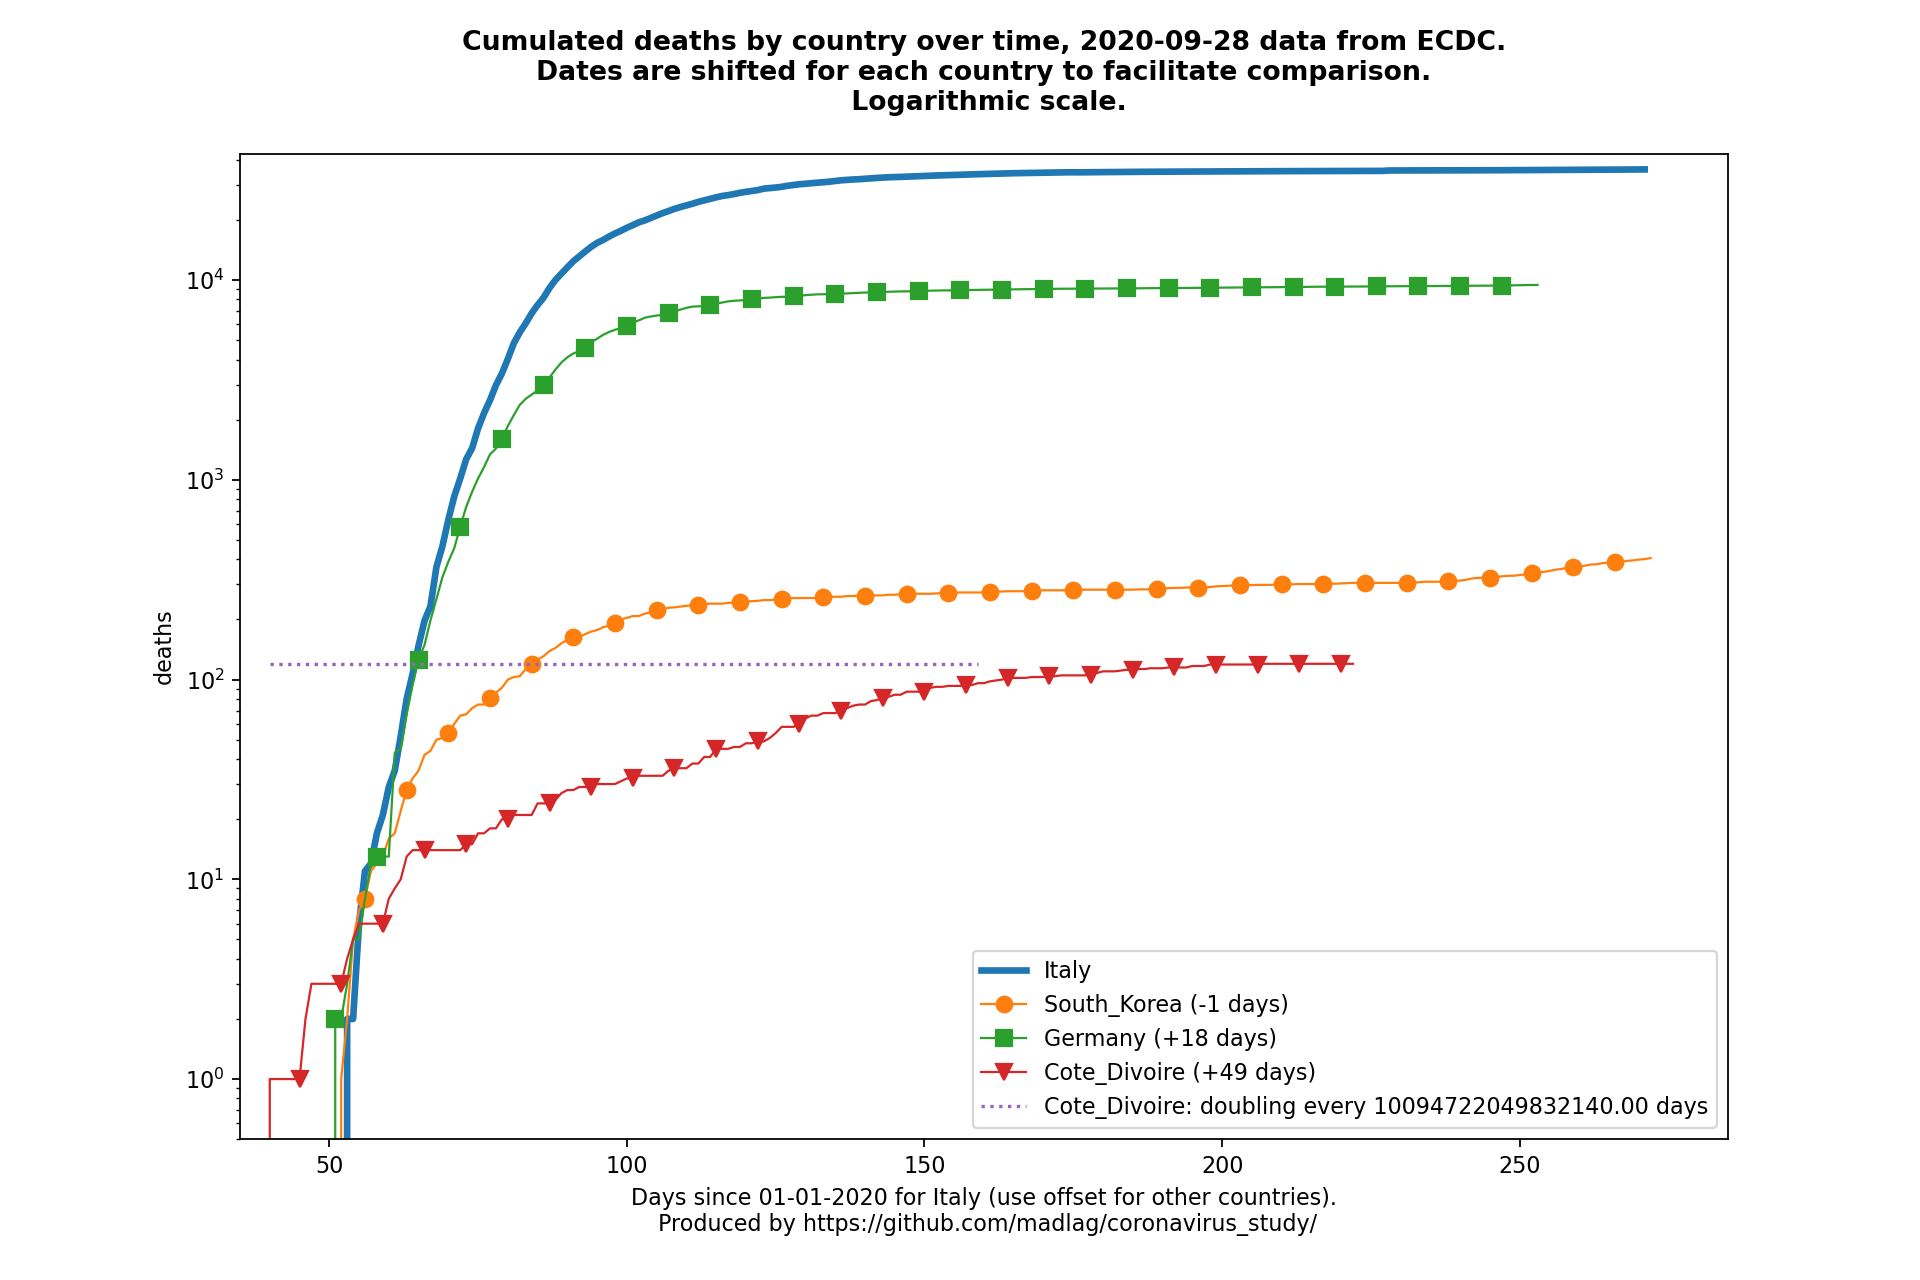 Cumulated deaths by country over time, 2020-09-28 data from ECDC.
Dates are shifted for each country to facilitate comparison.
Logarithmic scale.
10⁴
10³
10²
10¹
10⁰
deaths
Italy
South_Korea (-1 days)
Germany (+18 days)
Cote_Divoire (+49 days)
Cote_Divoire: doubling every 10094722049832140.00 days
50
100
150
200
250
Days since 01-01-2020 for Italy (use offset for other countries).
Produced by https://github.com/madlag/coronavirus_study/